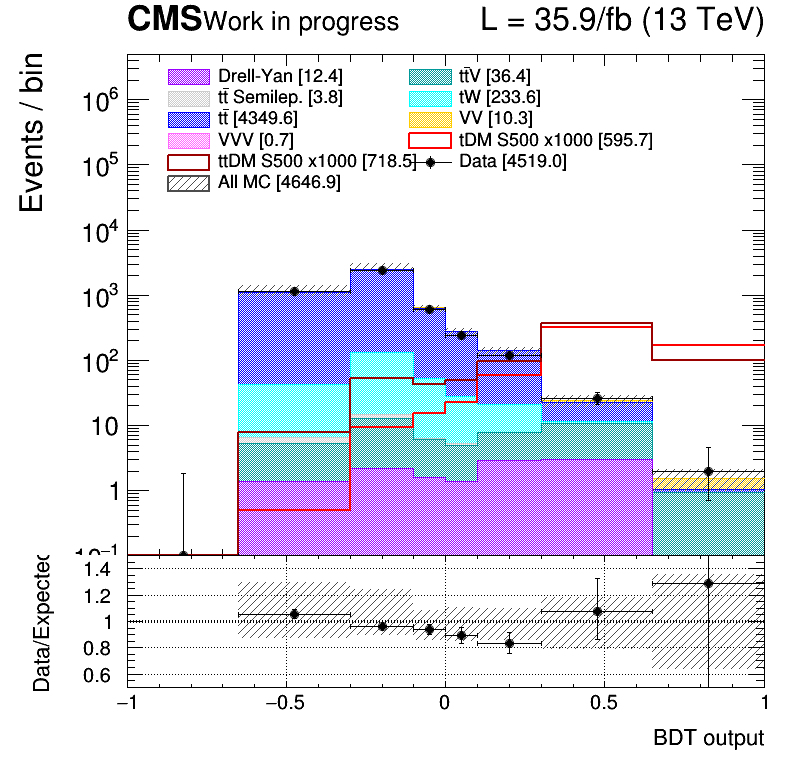 CMS Work in progress L = 35.9/fb (13 TeV)
Events / bin
Drell-Yan [12.4] tt̄V [36.4]
tt̄ Semilep. [3.8] tW [233.6]
tt̄ [4349.6] VV [10.3]
VVV [0.7] tDM S500 x1000 [595.7]
ttDM S500 x1000 [718.5] Data [4519.0]
All MC [4646.9]
10⁶
10⁵
10⁴
10³
10²
10
1
10⁻¹
Data/Expected
1.4
1.2
1
0.8
0.6
−1 −0.5 0 0.5 1
BDT output